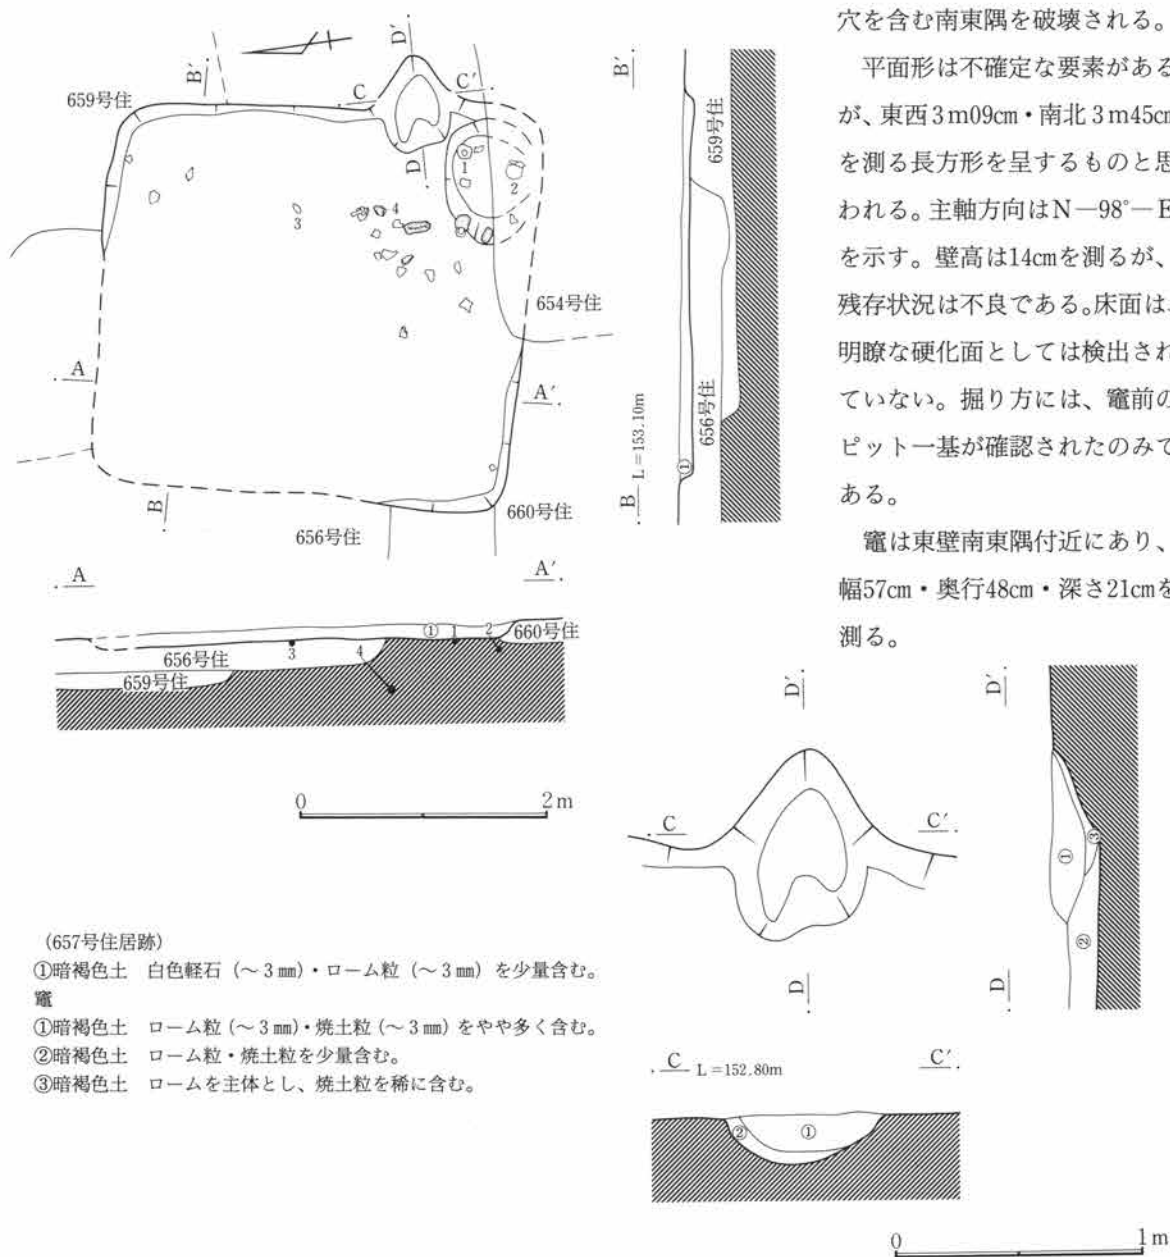 穴を含む南東隅を破壊される。
平面形は不確定な要素がある
が、東西3m09cm・南北3m45cm
を測る長方形を呈するものと思
われる。主軸方向はN—98°—E
を示す。壁高は14cmを測るが、
残存状況は不良である。床面は、
明瞭な硬化面としては検出され
ていない。掘り方には、竈前の
ピット一基が確認されたのみで
ある。
竈は東壁南東隅付近にあり、
幅57cm・奥行48cm・深さ21cmを
測る。
D′
B′
C
C′
659号住
D
1
2
3
4
654号住
A
A′
B
660号住
656号住
B′
659号住
656号住
①
B L=153.10m
A
A′
①
1
2
660号住
656号住
3
4
659号住
0
2m
D′
C
C′
D
D′
①
③
②
D
C L=152.80m
C′
②
①
0
1m
(657号住居跡)
①暗褐色土 白色軽石(～3㎜)・ローム粒(～3㎜)を少量含む。
竈
①暗褐色土 ローム粒(～3㎜)・焼土粒(～3㎜)をやや多く含む。
②暗褐色土 ローム粒・焼土粒を少量含む。
③暗褐色土 ロームを主体とし、焼土粒を稀に含む。